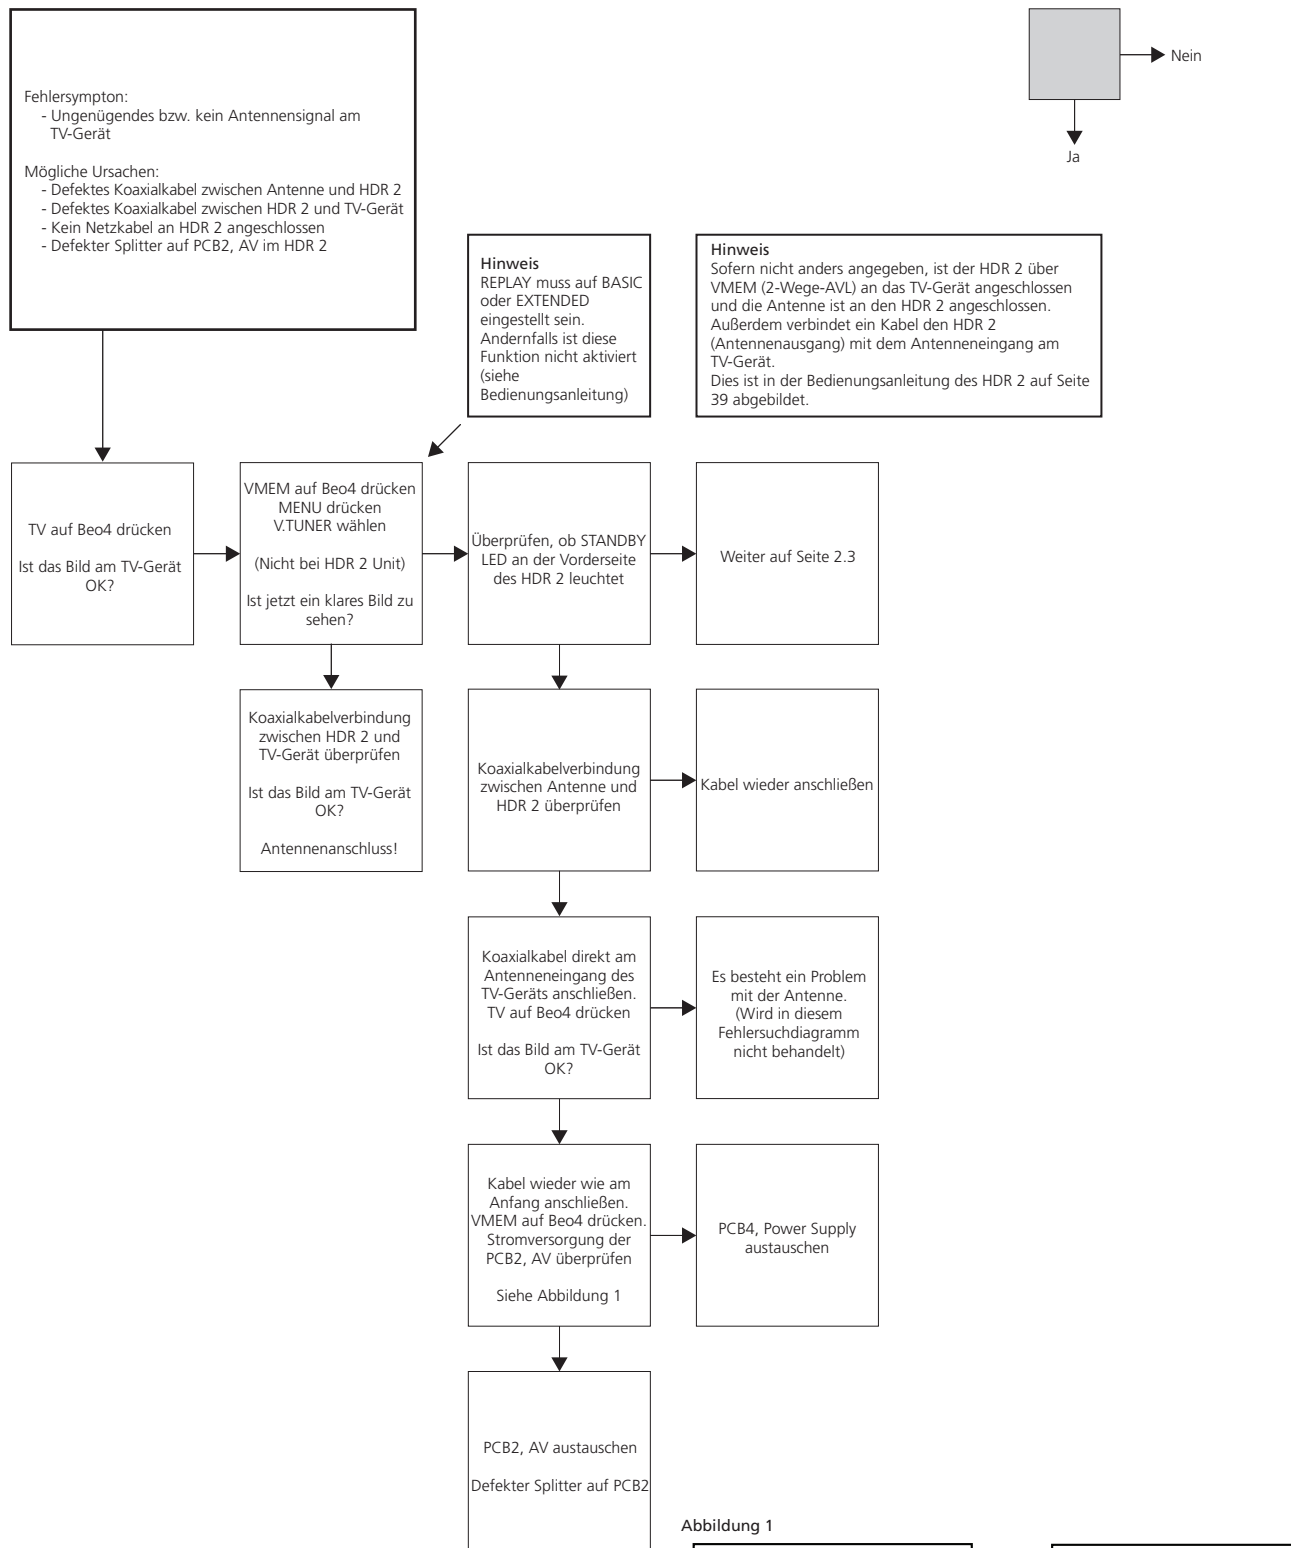 Fehlersympton:
- Ungenügendes bzw. kein Antennensignal am
TV-Gerät
Mögliche Ursachen:
- Defektes Koaxialkabel zwischen Antenne und HDR 2
- Defektes Koaxialkabel zwischen HDR 2 und TV-Gerät
- Kein Netzkabel an HDR 2 angeschlossen
- Defekter Splitter auf PCB2, AV im HDR 2
Nein
Ja
Hinweis
REPLAY muss auf BASIC
oder EXTENDED
eingestellt sein.
Andernfalls ist diese
Funktion nicht aktiviert
(siehe
Bedienungsanleitung)
Hinweis
Sofern nicht anders angegeben, ist der HDR 2 über
VMEM (2-Wege-AVL) an das TV-Gerät angeschlossen
und die Antenne ist an den HDR 2 angeschlossen.
Außerdem verbindet ein Kabel den HDR 2
(Antennenausgang) mit dem Antenneneingang am
TV-Gerät.
Dies ist in der Bedienungsanleitung des HDR 2 auf Seite
39 abgebildet.
TV auf Beo4 drücken
Ist das Bild am TV-Gerät
OK?
VMEM auf Beo4 drücken
MENU drücken
V.TUNER wählen
(Nicht bei HDR 2 Unit)
Ist jetzt ein klares Bild zu
sehen?
Überprüfen, ob STANDBY
LED an der Vorderseite
des HDR 2 leuchtet
Weiter auf Seite 2.3
Koaxialkabelverbindung
zwischen HDR 2 und
TV-Gerät überprüfen
Ist das Bild am TV-Gerät
OK?
Antennenanschluss!
Koaxialkabelverbindung
zwischen Antenne und
HDR 2 überprüfen
Kabel wieder anschließen
Koaxialkabel direkt am
Antenneneingang des
TV-Geräts anschließen.
TV auf Beo4 drücken
Ist das Bild am TV-Gerät
OK?
Es besteht ein Problem
mit der Antenne.
(Wird in diesem
Fehlersuchdiagramm
nicht behandelt)
Kabel wieder wie am
Anfang anschließen.
VMEM auf Beo4 drücken.
Stromversorgung der
PCB2, AV überprüfen
Siehe Abbildung 1
PCB4, Power Supply
austauschen
PCB2, AV austauschen
Defekter Splitter auf PCB2
Abbildung 1